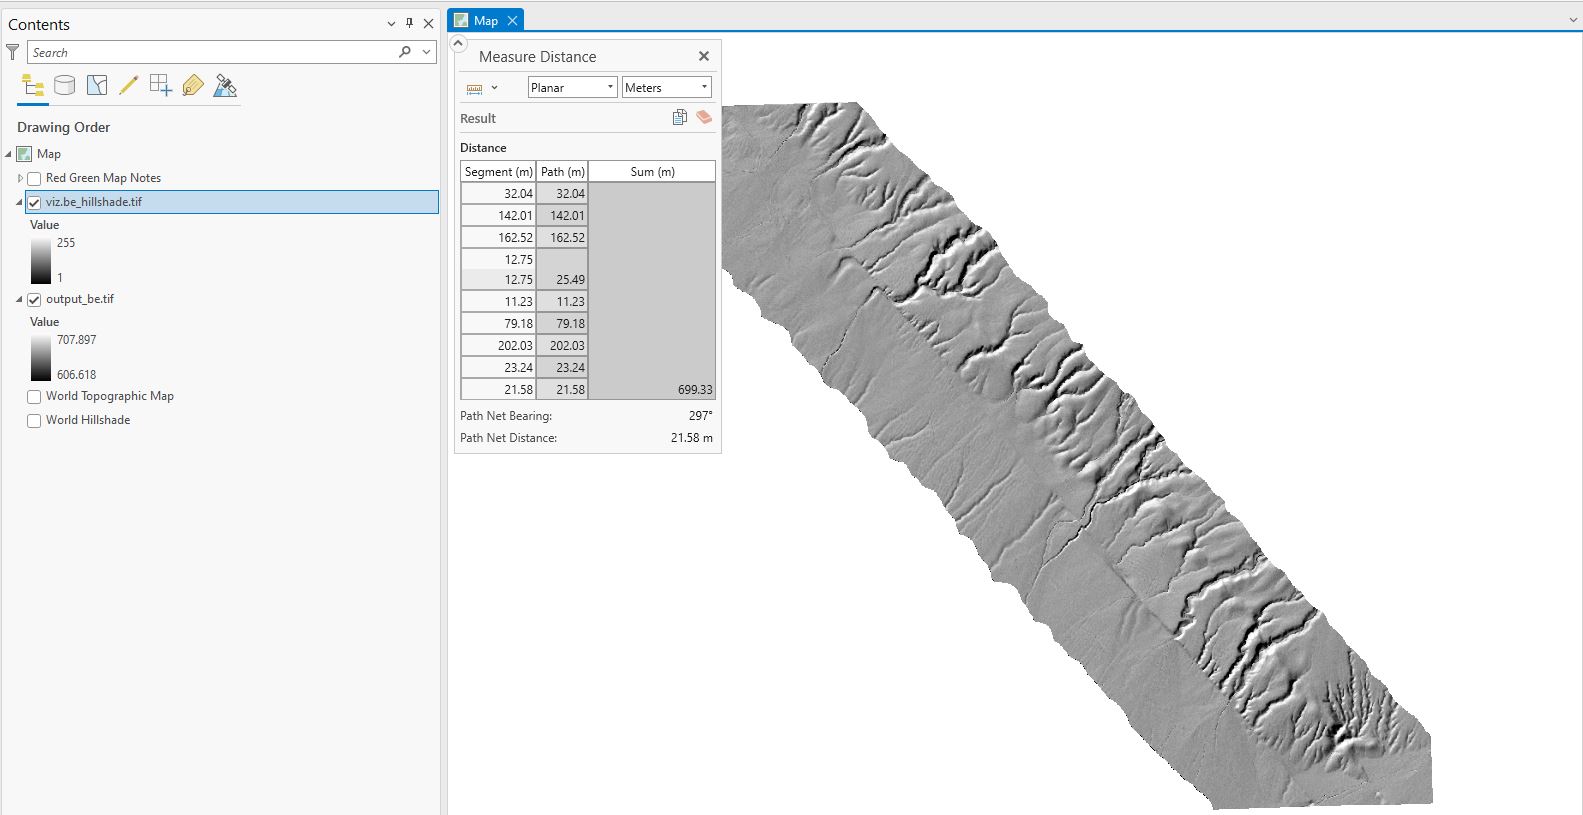 Contents
Search
Drawing Order
Map
Red Green Map Notes
viz.be_hillshade.tif
Value
255
1
output_be.tif
Value
707.897
606.618
World Topographic Map
World Hillshade
Map
Measure Distance
Planar Meters
Result
Distance
Segment (m) Path (m) Sum (m)
32.04 32.04
142.01 142.01
162.52 162.52
12.75
12.75 25.49
11.23 11.23
79.18 79.18
202.03 202.03
23.24 23.24
21.58 21.58 699.33
Path Net Bearing: 297°
Path Net Distance: 21.58 m